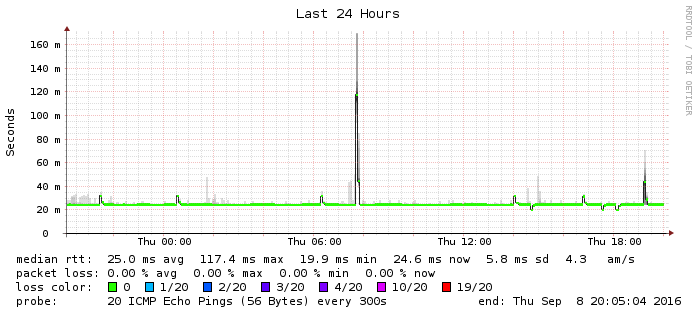 Last 24 Hours
RRDTOOL / TOBI OETIKER
Seconds
160 m
140 m
120 m
100 m
80 m
60 m
40 m
20 m
0
Thu 00:00 Thu 06:00 Thu 12:00 Thu 18:00
median rtt: 25.0 ms avg 117.4 ms max 19.9 ms min 24.6 ms now 5.8 ms sd 4.3 am/s
packet loss: 0.00 % avg 0.00 % max 0.00 % min 0.00 % now
loss color: 0 1/20 2/20 3/20 4/20 10/20 19/20
probe: 20 ICMP Echo Pings (56 Bytes) every 300s end: Thu Sep 8 20:05:04 2016